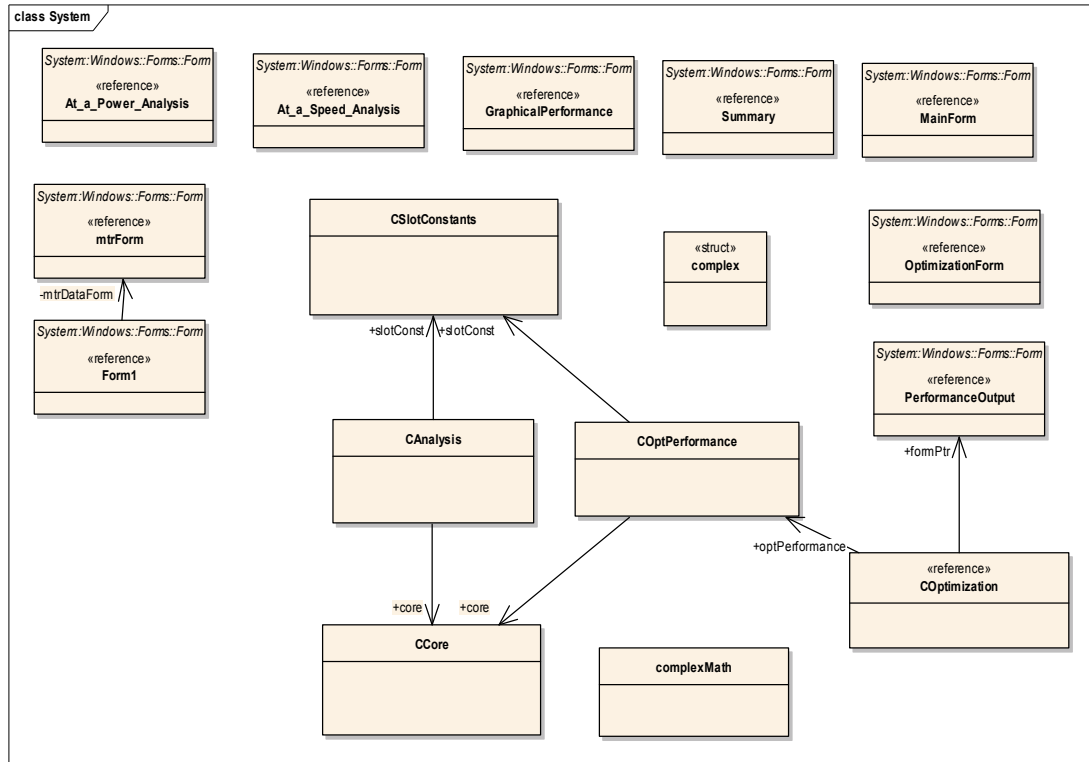 class System
System::Windows::Forms::Form
«reference»
At_a_Power_Analysis
System::Windows::Forms::Form
«reference»
At_a_Speed_Analysis
System::Windows::Forms::Form
«reference»
GraphicalPerformance
System::Windows::Forms::Form
«reference»
Summary
System::Windows::Forms::Form
«reference»
MainForm
System::Windows::Forms::Form
«reference»
mtrForm
-mtrDataForm
System::Windows::Forms::Form
«reference»
Form1
CSlotConstants
+slotConst
+slotConst
«struct»
complex
System::Windows::Forms::Form
«reference»
OptimizationForm
System::Windows::Forms::Form
«reference»
PerformanceOutput
+formPtr
CAnalysis
COptPerformance
+optPerformance
«reference»
COptimization
+core
+core
CCore
complexMath